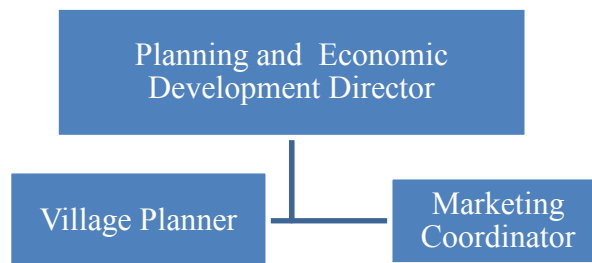 Planning and Economic
Development Director
Village Planner
Marketing
Coordinator